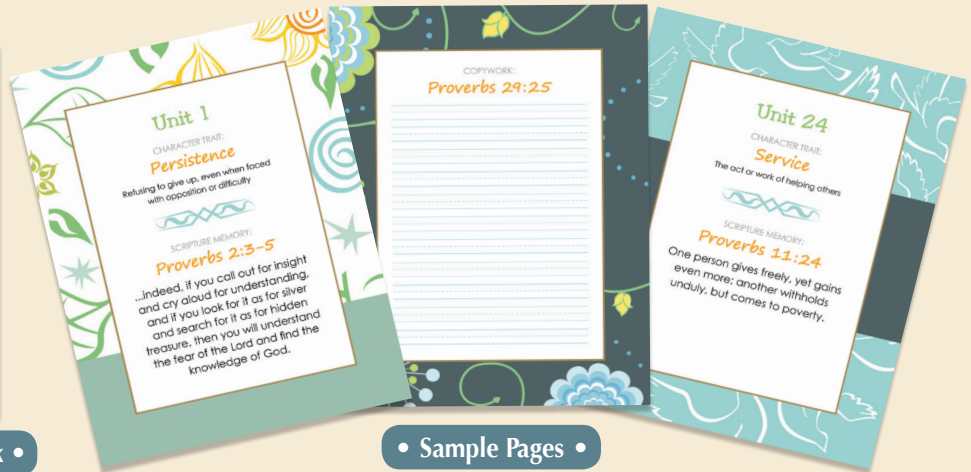 Unit 1
CHARACTER TRAIT:
Persistence
Refusing to give up, even when faced
with opposition or difficulty
SCRIPTURE MEMORY:
Proverbs 2:3–5
...indeed, if you call out for insight
and cry aloud for understanding,
and if you look for it as for silver
and search for it as for hidden
treasure, then you will understand
the fear of the Lord and find the
knowledge of God.
COPYWORK:
Proverbs 29:25
Unit 24
CHARACTER TRAIT:
Service
The act or work of helping others
SCRIPTURE MEMORY:
Proverbs 11:24
One person gives freely, yet gains
even more; another withholds
unduly, but comes to poverty.
• Sample Pages •